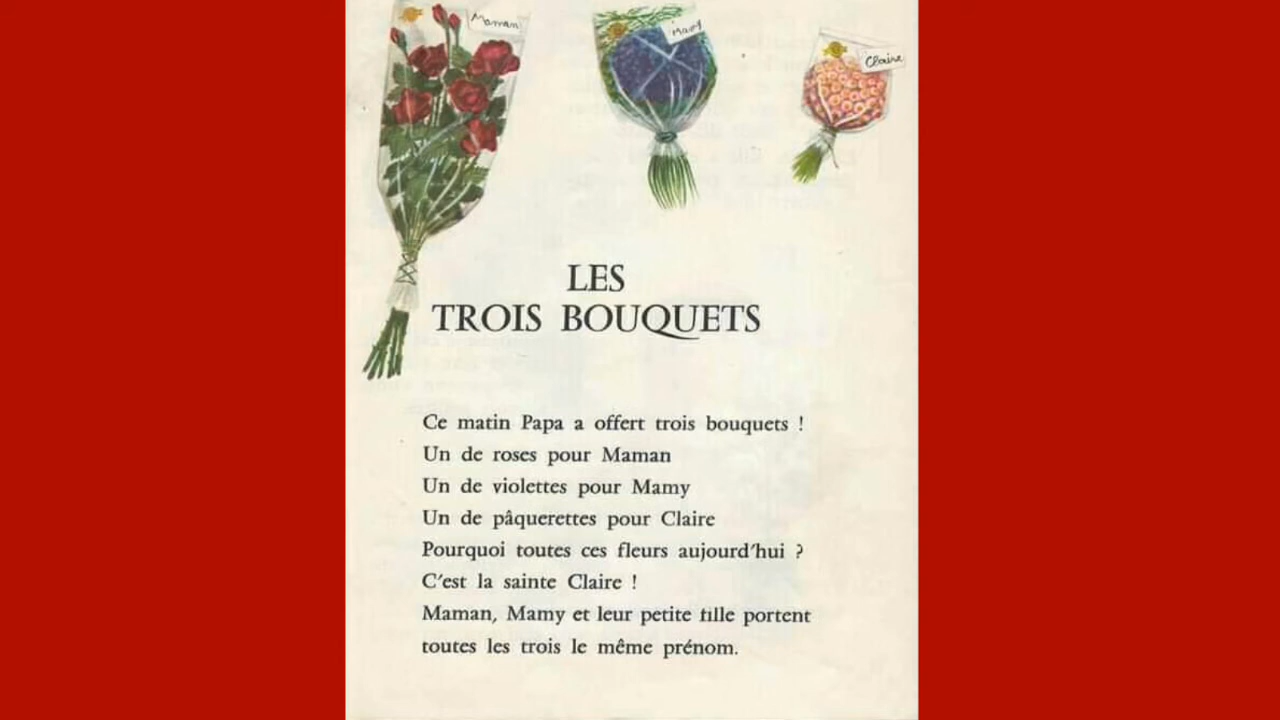 Maman
Mamy
Claire
LES
TROIS BOUQUETS
Ce matin Papa a offert trois bouquets !
Un de roses pour Maman
Un de violettes pour Mamy
Un de pâquerettes pour Claire
Pourquoi toutes ces fleurs aujourd'hui ?
C'est la sainte Claire !
Maman, Mamy et leur petite fille portent
toutes les trois le même prénom.